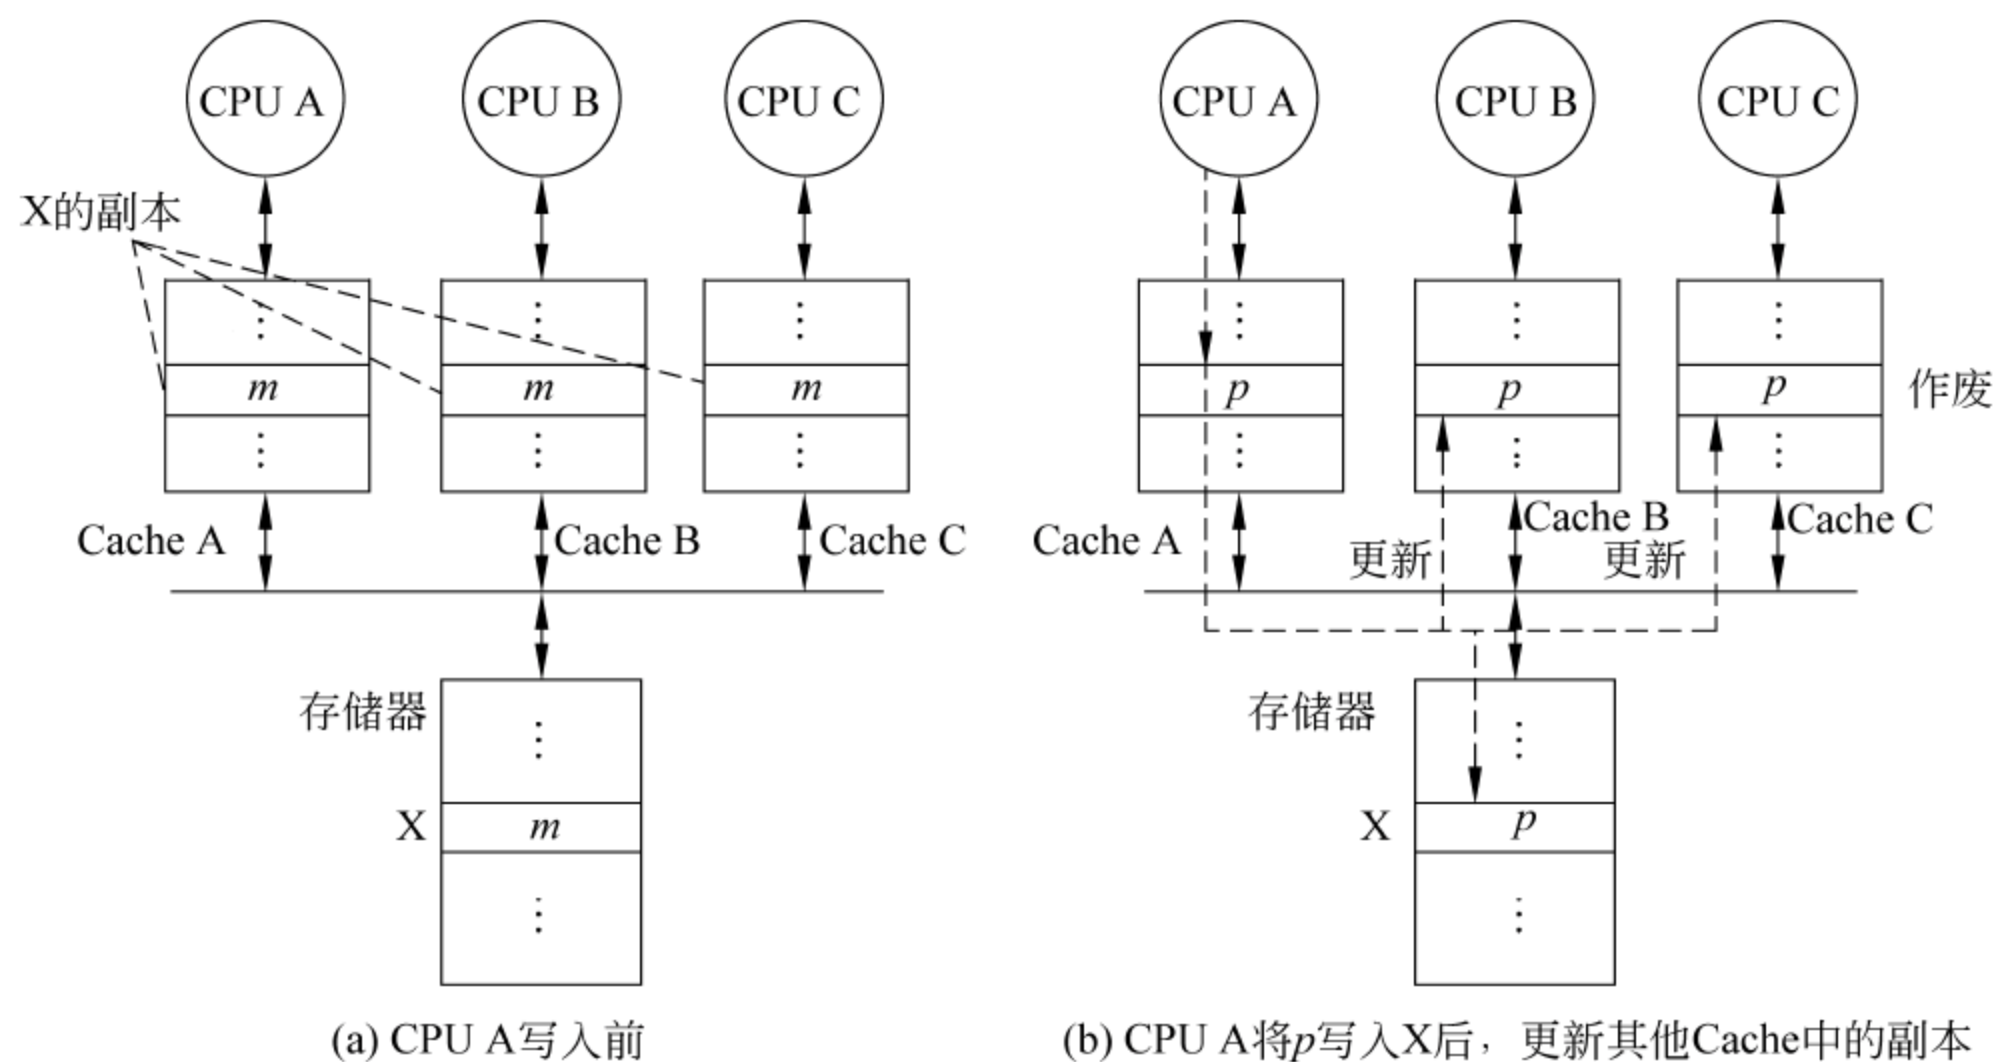 CPU A
CPU B
CPU C
X的副本
⋮
⋮
⋮
m
m
m
⋮
⋮
⋮
Cache A
Cache B
Cache C
存储器
⋮
X
m
⋮
(a) CPU A写入前
CPU A
CPU B
CPU C
⋮
⋮
⋮
p
p
p
作废
⋮
⋮
⋮
Cache A
Cache B
Cache C
更新
更新
存储器
⋮
X
p
⋮
(b) CPU A将p写入X后，更新其他Cache中的副本